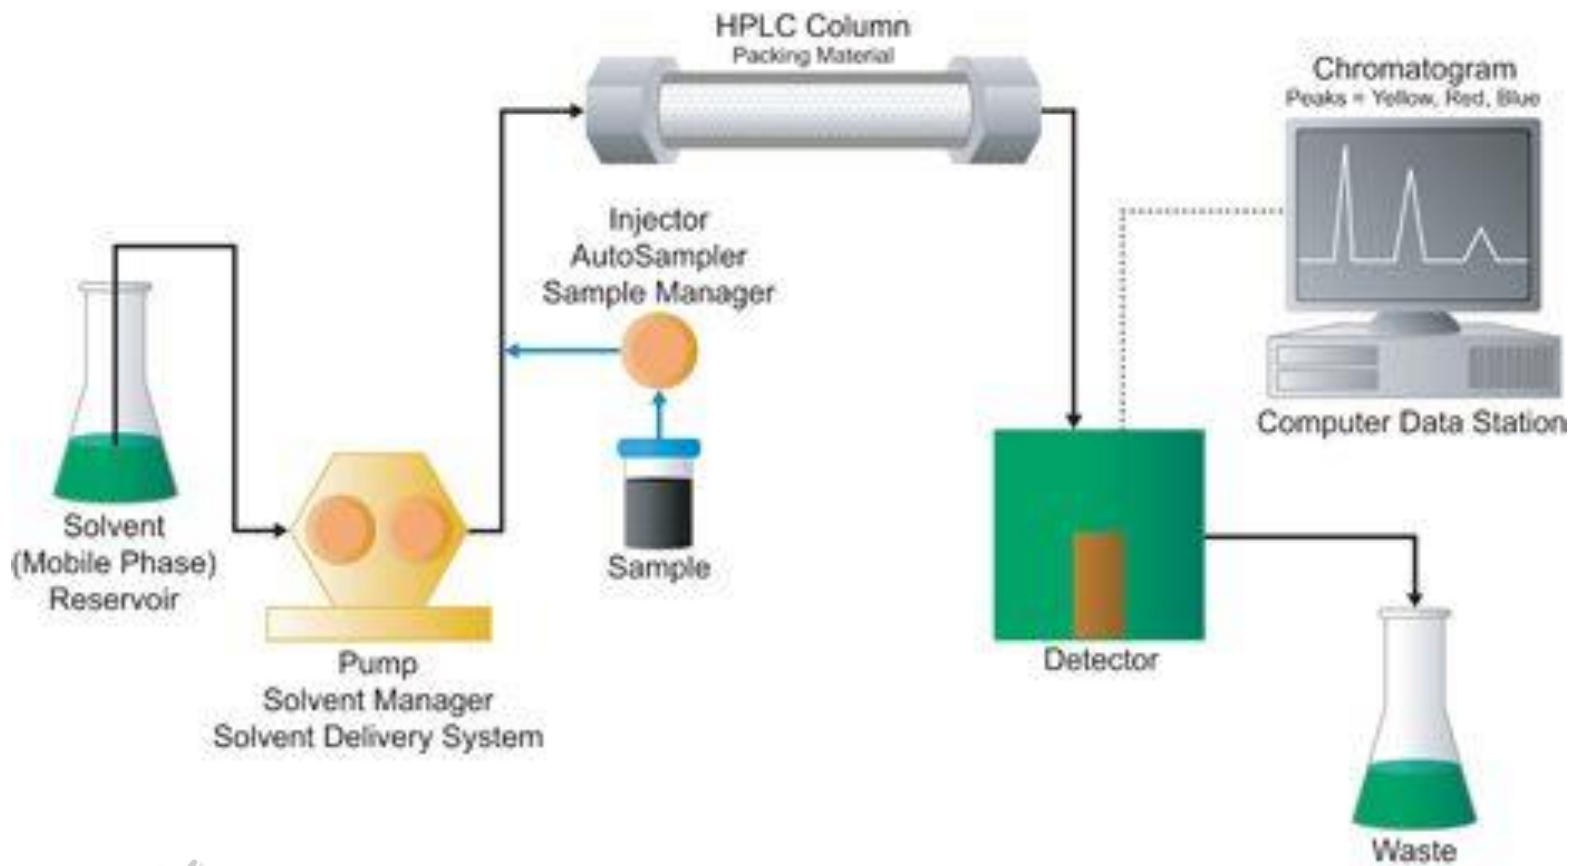 HPLC Column
Packing Material
Chromatogram
Peaks = Yellow, Red, Blue
Injector
AutoSampler
Sample Manager
Computer Data Station
Solvent
(Mobile Phase)
Reservoir
Sample
Pump
Solvent Manager
Solvent Delivery System
Detector
Waste